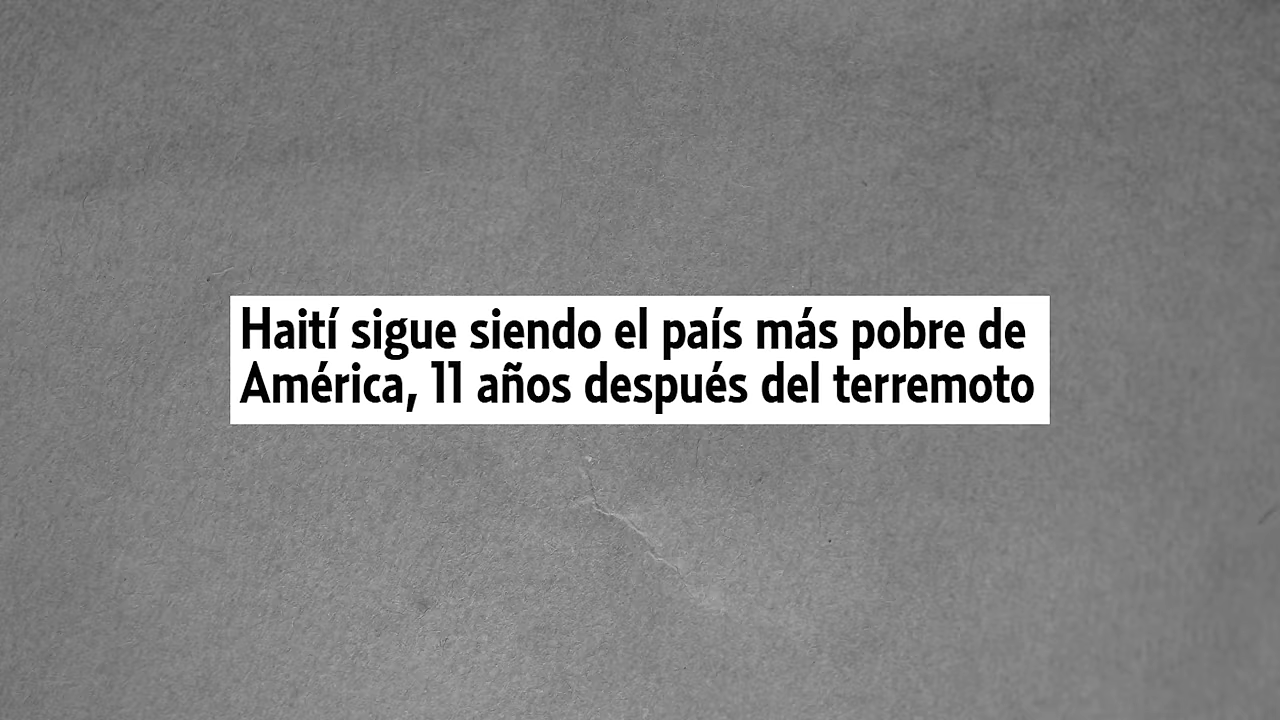 Haití sigue siendo el país más pobre de
América, 11 años después del terremoto